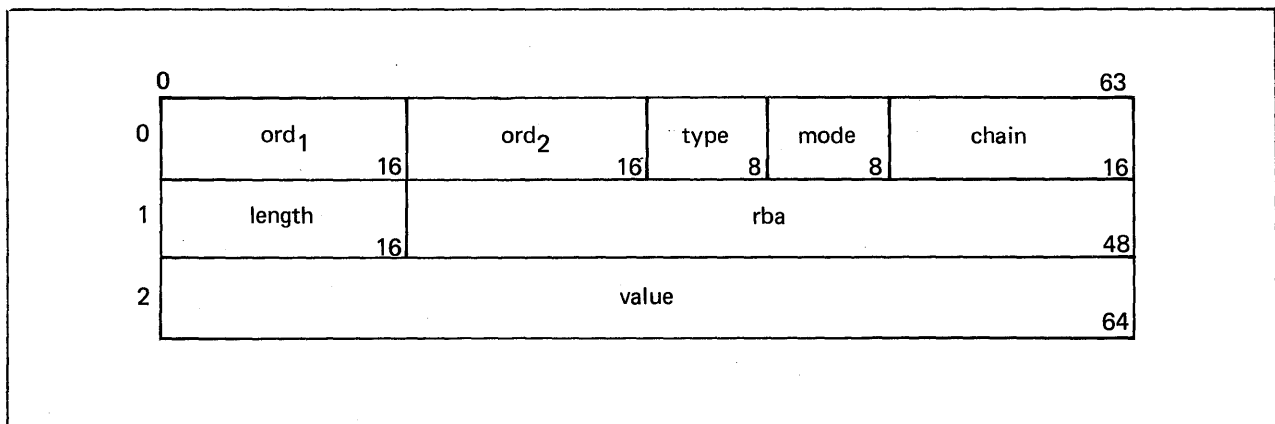 0 63
0 ord1 16 ord2 16 type 8 mode 8 chain 16
1 length 16 rba 48
2 value 64